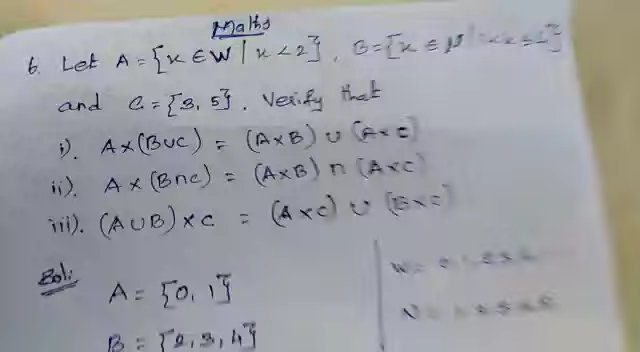 Maths
6. Let A = {x ∈ W | x < 2}, B = {x ∈ N |
and C = {3, 5}. Verify that
i). A × (B∪C) = (A×B) ∪ (A×C)
ii). A × (B∩C) = (A×B) ∩ (A×C)
iii). (A∪B) × C = (A×C) ∪ (B×C)
Sol:
A = {0, 1}
B = {2, 3, 4}
W =
N =